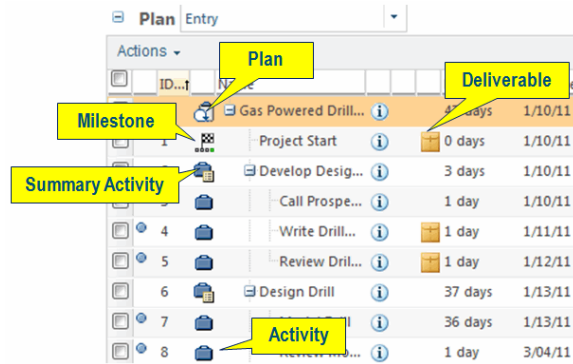 Plan Entry
Actions
Plan
Deliverable
ID...
Gas Powered Drill... days 1/10/11
Milestone
1 Project Start 0 days 1/10/11
Summary Activity
Develop Desig... 3 days 1/10/11
Call Prospe... 1 day 1/10/11
4 Write Drill... 1 day 1/11/11
5 Review Dril... 1 day 1/12/11
6 Design Drill 37 days 1/13/11
7 36 days 1/13/11
Activity
8 1 day 3/04/11